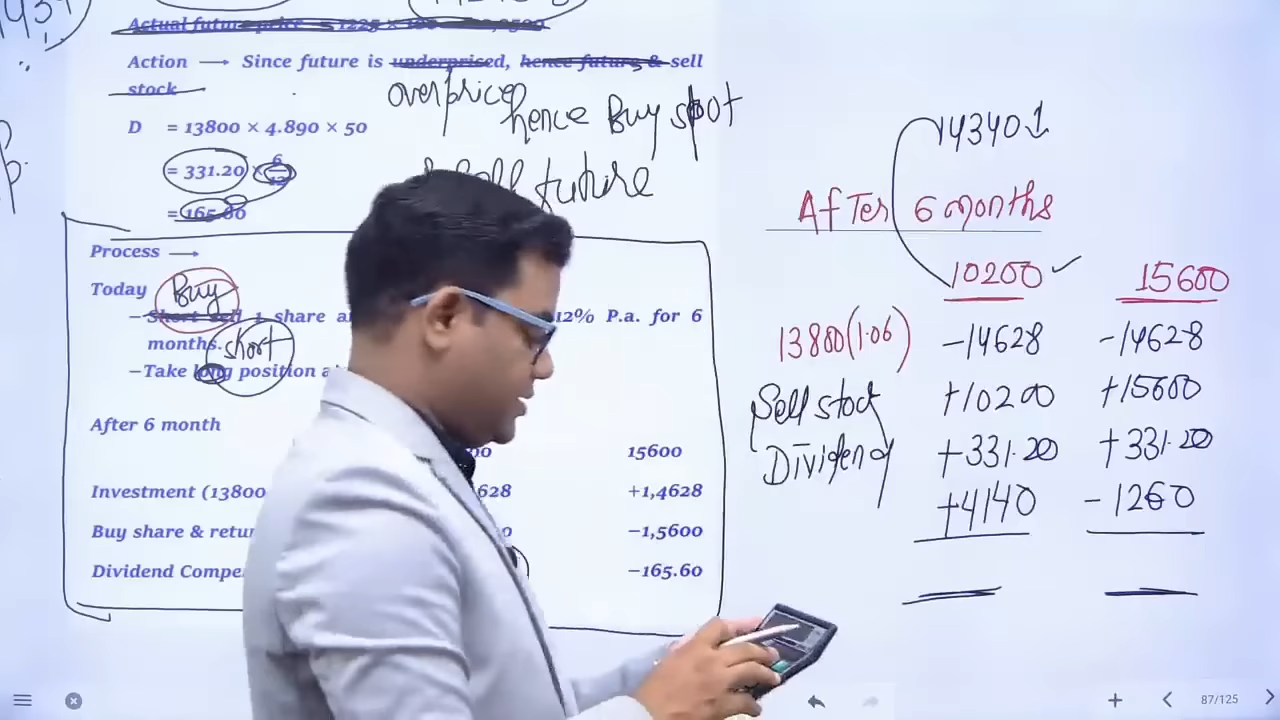 Actual future price = 1225 ×
Action → Since future is underprised, hence future & sell
stock
overpriced
hence Buy spot
future
D = 13800 × 4.890 × 50
= 331.20 × 6
= 165.60
Process →
Today Buy
– Short sell 1 share 12% P.a. for 6
months.
short
–Take long position a
After 6 month
15600
Investment (13800 628 +1,4628
Buy share & retur −1,5600
Dividend Compe −165.60
14340↓
After 6 months
10200 ✓ 15600
13800(1.06) −14628 −14628
Sell stock +10200 +15600
Dividend +331.20 +331.20
+4140 −1260
87/125